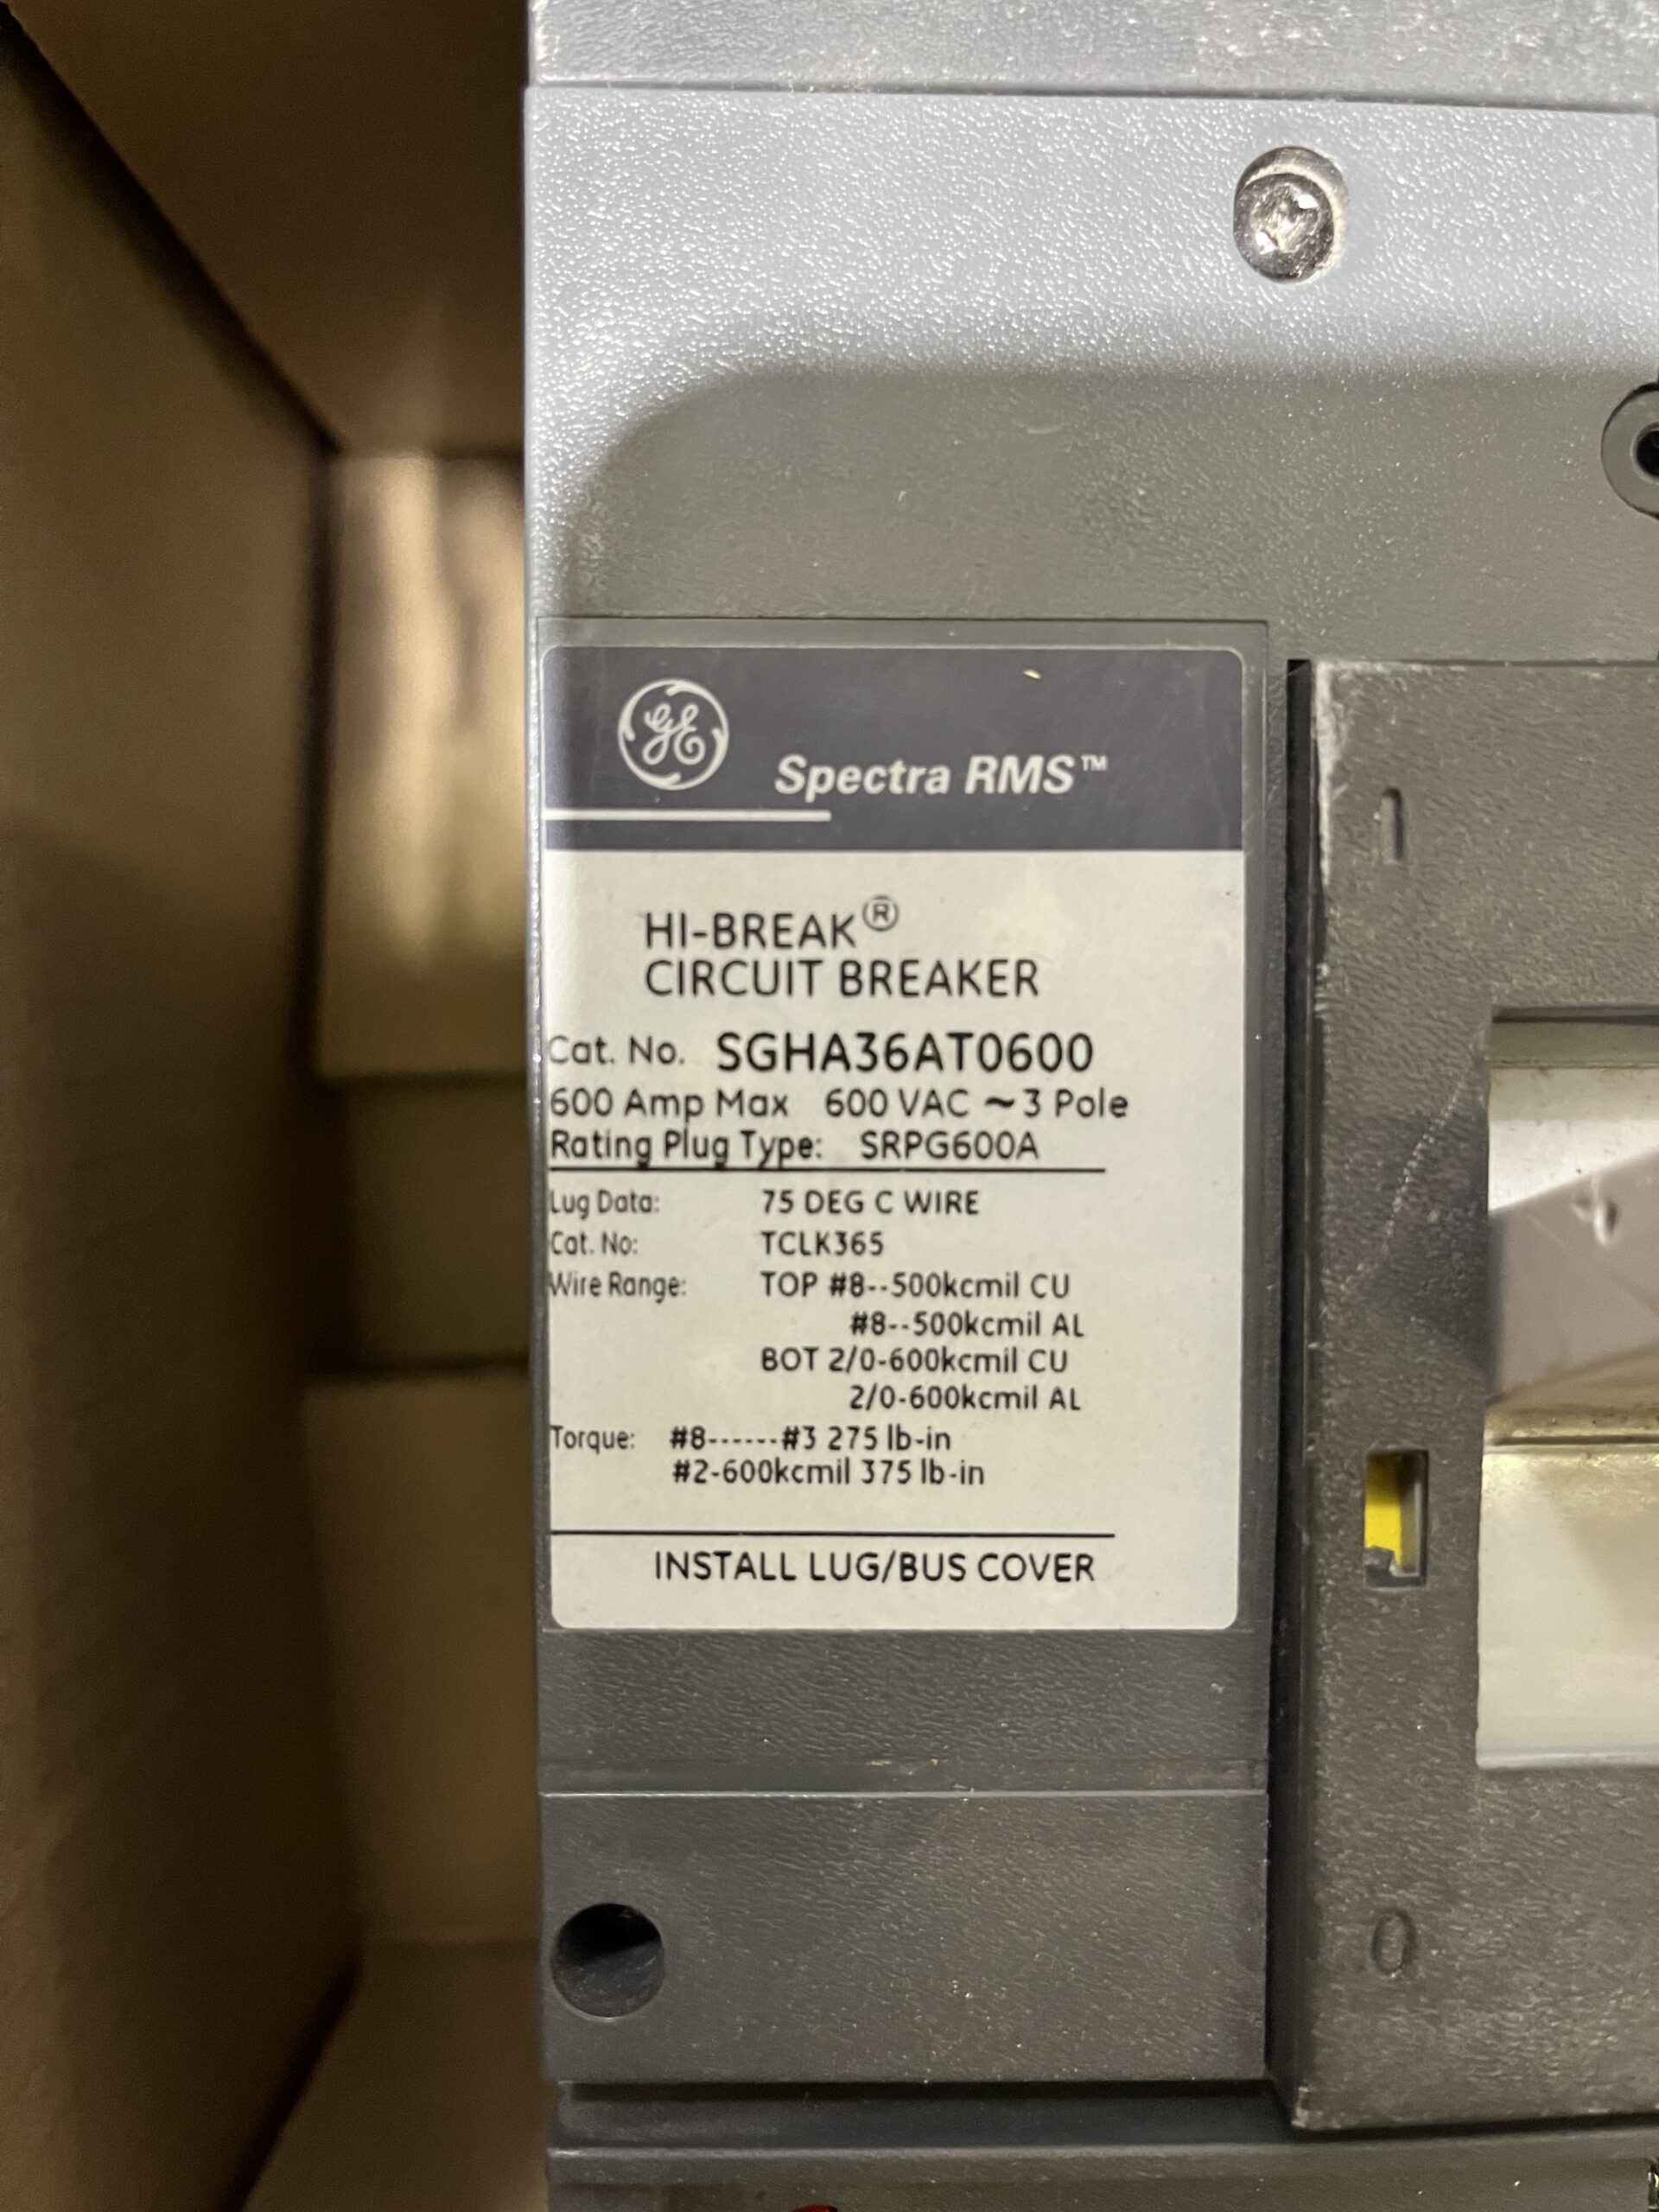 GE
Spectra RMS™
HI-BREAK®
CIRCUIT BREAKER
Cat. No. SGHA36AT0600
600 Amp Max 600 VAC ~ 3 Pole
Rating Plug Type: SRPG600A
Lug Data: 75 DEG C WIRE
Cat. No: TCLK365
Wire Range: TOP #8--500kcmil CU
#8--500kcmil AL
BOT 2/0-600kcmil CU
2/0-600kcmil AL
Torque: #8------#3 275 lb-in
#2-600kcmil 375 lb-in
INSTALL LUG/BUS COVER
I
O